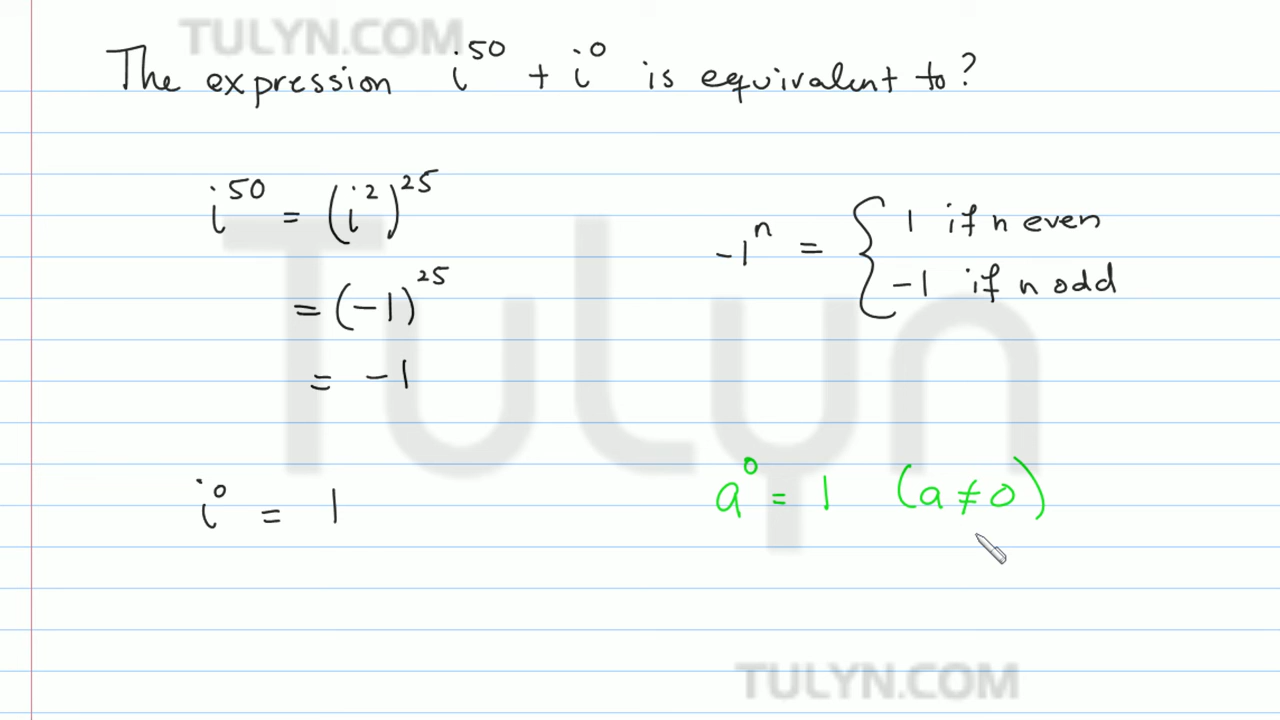 TULYN.COM
The expression i^50 + i^0 is equivalent to?
i^50 = (i^2)^25
= (-1)^25
= -1
-1^n = { 1 if n even
-1 if n odd
TuLyn
i^0 = 1
a^0 = 1 (a ≠ 0)
TULYN.COM